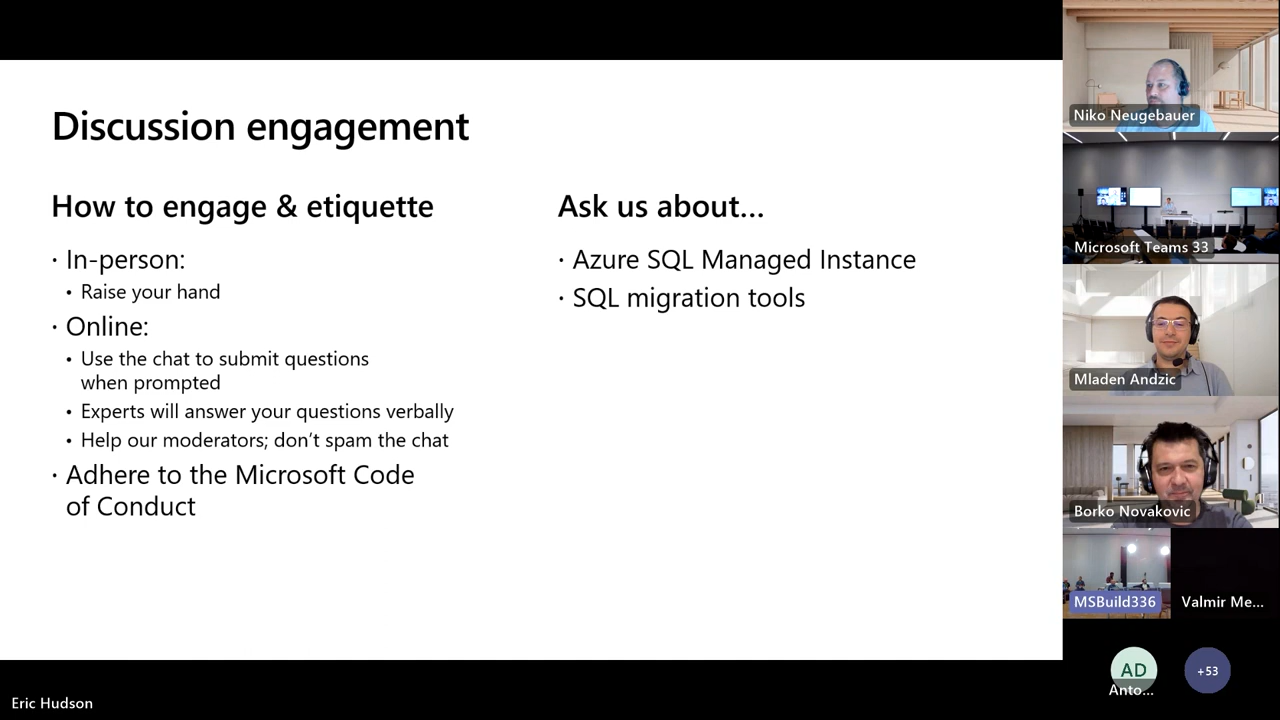 Discussion engagement
How to engage & etiquette
• In-person:
• Raise your hand
• Online:
• Use the chat to submit questions
when prompted
• Experts will answer your questions verbally
• Help our moderators; don’t spam the chat
• Adhere to the Microsoft Code
of Conduct
Ask us about...
• Azure SQL Managed Instance
• SQL migration tools
Niko Neugebauer
Microsoft Teams 33
Mladen Andzic
Borko Novakovic
MSBuild336
Valmir Me...
AD
Anto...
+53
Eric Hudson